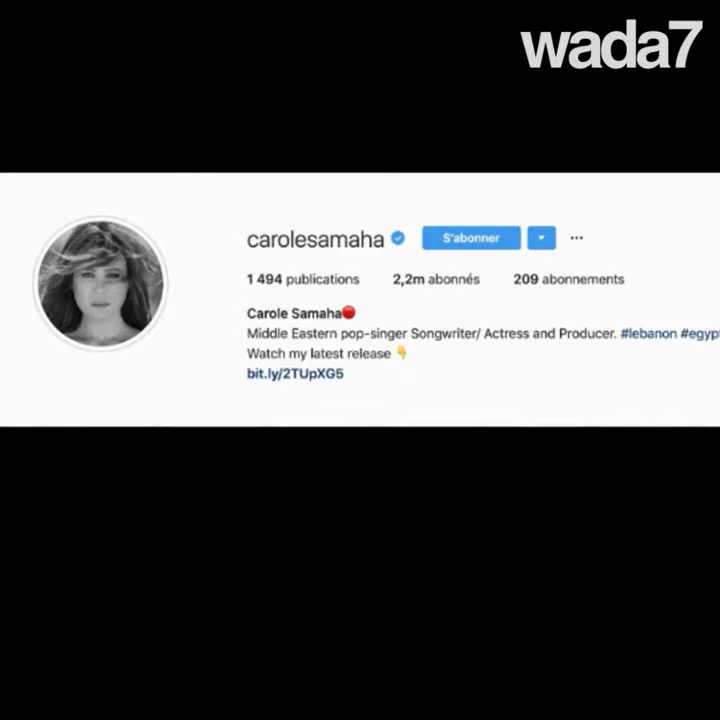 wada7
carolesamaha S'abonner
1 494 publications 2,2m abonnés 209 abonnements
Carole Samaha🔴
Middle Eastern pop-singer Songwriter/ Actress and Producer. #lebanon #egypt
Watch my latest release 👇
bit.ly/2TUpXG5